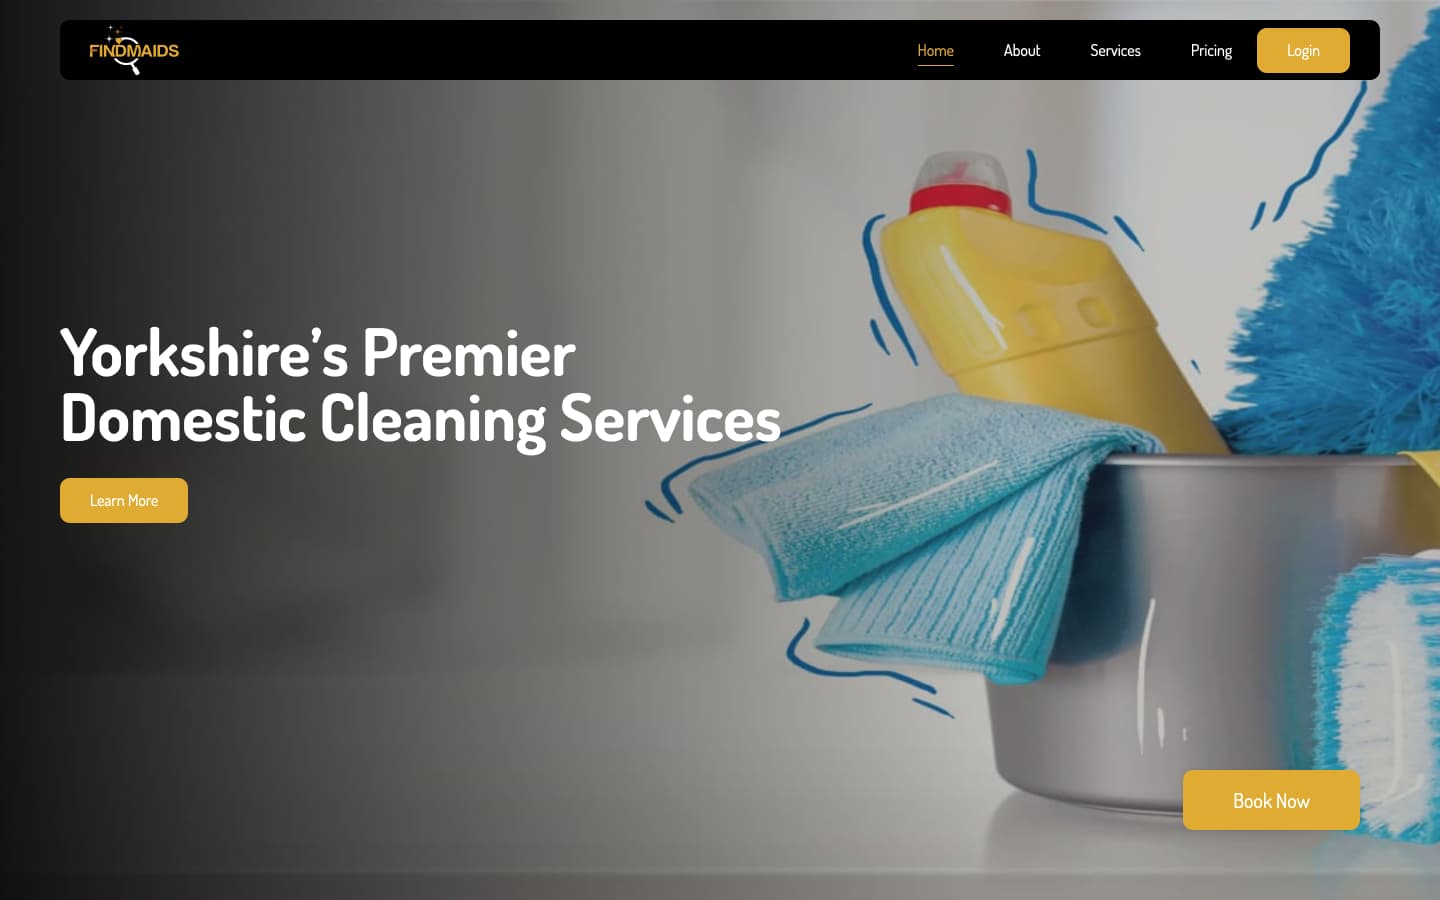 FINDMAIDS
Home
About
Services
Pricing
Login
Yorkshire’s Premier
Domestic Cleaning Services
Learn More
Book Now